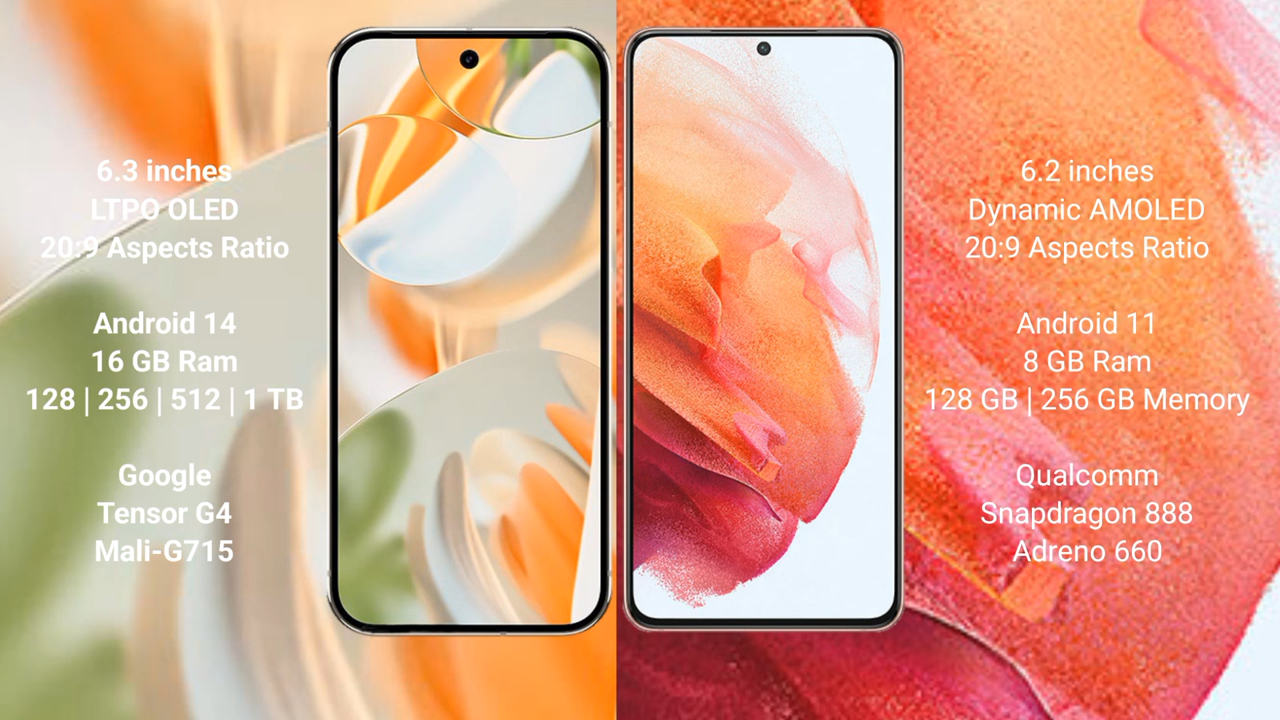 6.3 inches
LTPO OLED
20:9 Aspects Ratio
Android 14
16 GB Ram
128 | 256 | 512 | 1 TB
Google
Tensor G4
Mali-G715
6.2 inches
Dynamic AMOLED
20:9 Aspects Ratio
Android 11
8 GB Ram
128 GB | 256 GB Memory
Qualcomm
Snapdragon 888
Adreno 660